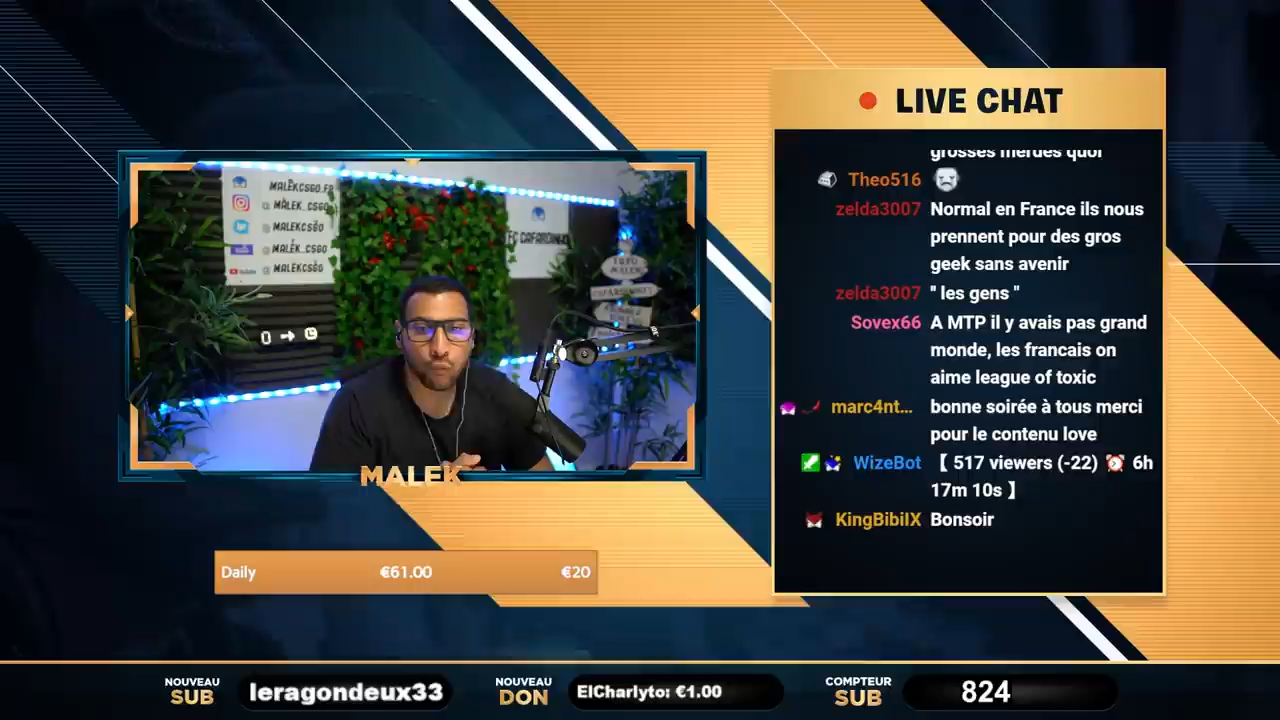 LIVE CHAT
grosses merdes quoi
Theo516
zelda3007 Normal en France ils nous
prennent pour des gros
geek sans avenir
zelda3007 " les gens "
Sovex66 A MTP il y avais pas grand
monde, les francais on
aime league of toxic
marc4nt... bonne soirée à tous merci
pour le contenu love
WizeBot 【 517 viewers (-22) ⏰ 6h
17m 10s 】
KingBibiIX Bonsoir
MALEKCSGO.FR
@MALEK_CSGO
@MALEKCSGO
@MALEK_CSGO
YouTube @MALEKCSGO
0 →
MALEK
Daily €61.00 €20
NOUVEAU
SUB
leragondeux33
NOUVEAU
DON
ElCharlyto: €1.00
COMPTEUR
SUB
824